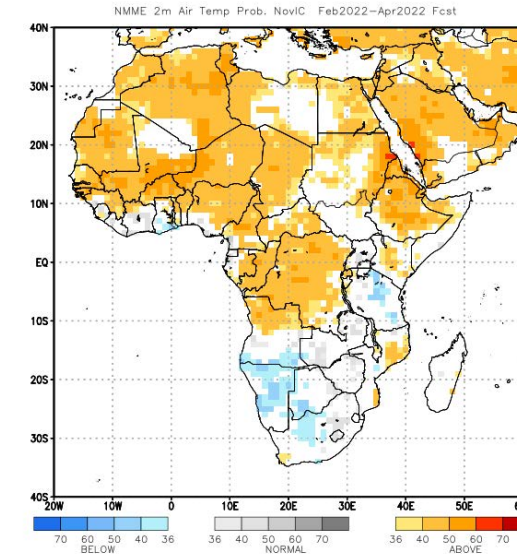 NMME 2m Air Temp Prob. NovIC Feb2022-Apr2022 Fcst
40N
30N
20N
10N
EQ
10S
20S
30S
40S
20W 10W 0 10E 20E 30E 40E 50E
70 60 50 40 36
BELOW
36 40 50 60 70
NORMAL
36 40 50 60 70
ABOVE